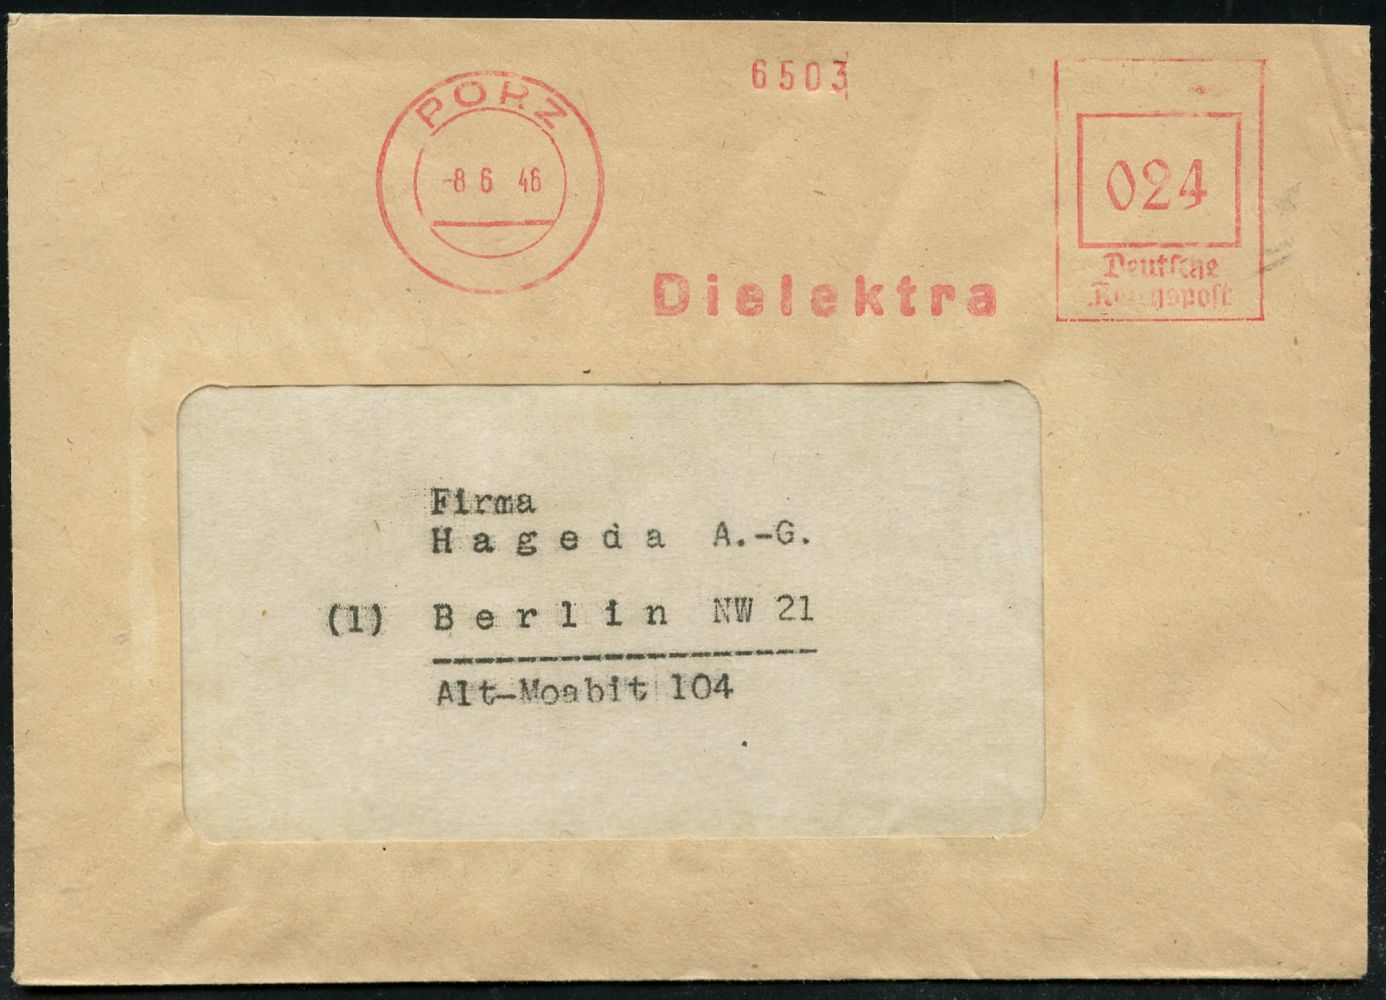 6503
PORZ
-8 6 46
024
Deutsche
Reichspost
Dielektra
Firma
Hageda A.-G.
(1) Berlin NW 21
Alt-Moabit 104